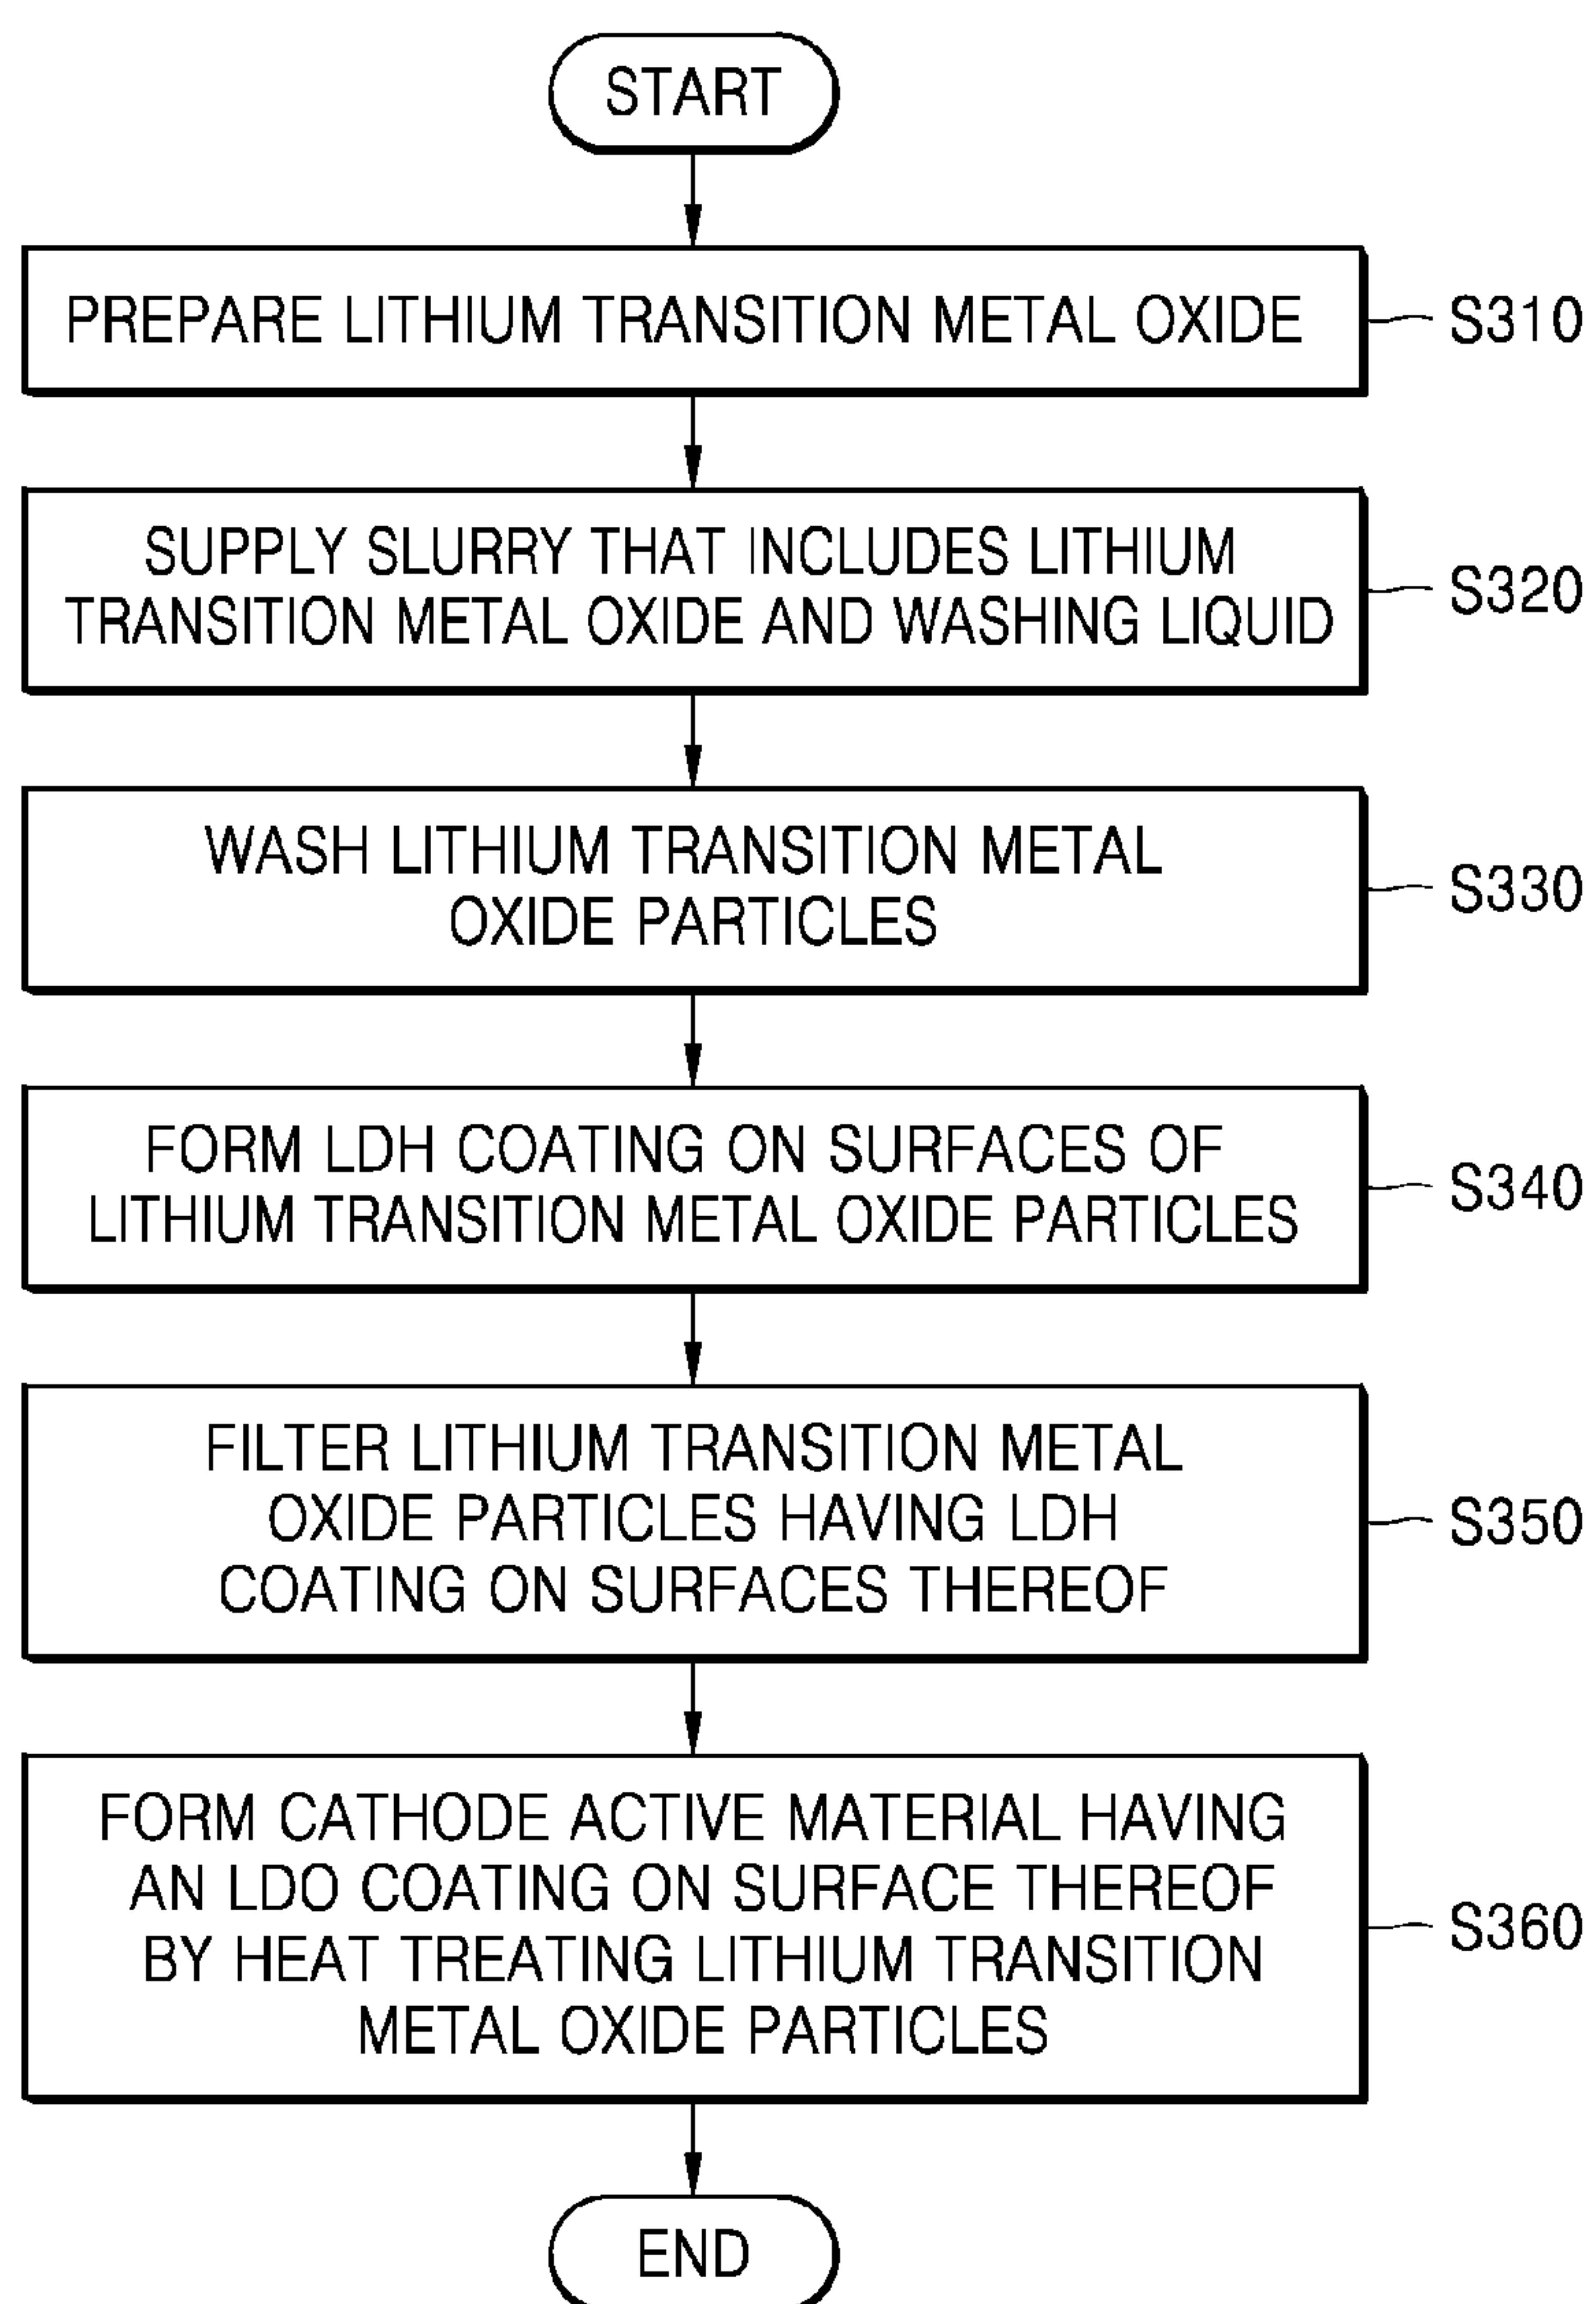 START
PREPARE LITHIUM TRANSITION METAL OXIDE
S310
SUPPLY SLURRY THAT INCLUDES LITHIUM
TRANSITION METAL OXIDE AND WASHING LIQUID
S320
WASH LITHIUM TRANSITION METAL
OXIDE PARTICLES
S330
FORM LDH COATING ON SURFACES OF
LITHIUM TRANSITION METAL OXIDE PARTICLES
S340
FILTER LITHIUM TRANSITION METAL
OXIDE PARTICLES HAVING LDH
COATING ON SURFACES THEREOF
S350
FORM CATHODE ACTIVE MATERIAL HAVING
AN LDO COATING ON SURFACE THEREOF
BY HEAT TREATING LITHIUM TRANSITION
METAL OXIDE PARTICLES
S360
END